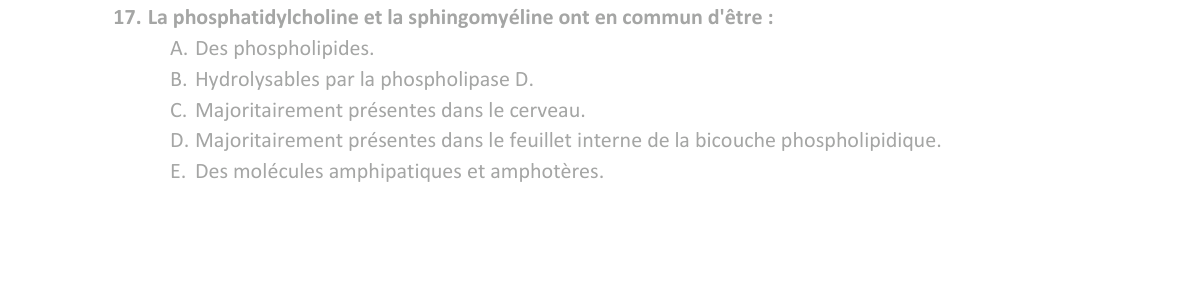 17. La phosphatidylcholine et la sphingomyéline ont en commun d'être :
A. Des phospholipides.
B. Hydrolysables par la phospholipase D.
C. Majoritairement présentes dans le cerveau.
D. Majoritairement présentes dans le feuillet interne de la bicouche phospholipidique.
E. Des molécules amphipatiques et amphotères.